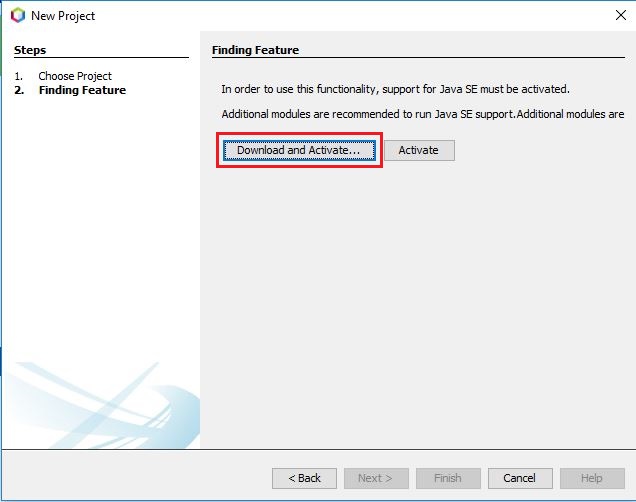 New Project
Steps
1. Choose Project
2. Finding Feature
Finding Feature
In order to use this functionality, support for Java SE must be activated.
Additional modules are recommended to run Java SE support.Additional modules are
Download and Activate...
Activate
< Back
Next >
Finish
Cancel
Help